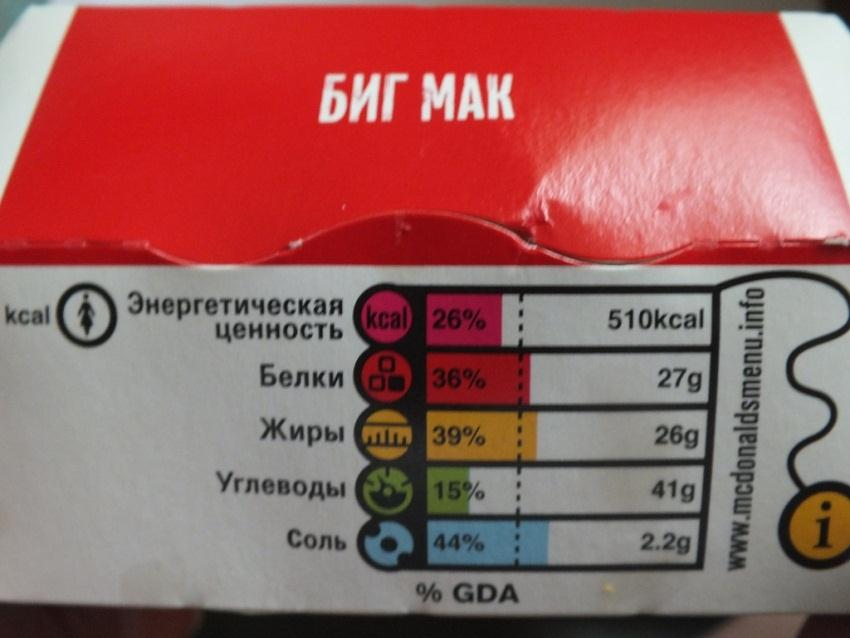 БИГ МАК
kcal Энергетическая ценность kcal 26% 510kcal
Белки 36% 27g
Жиры 39% 26g
Углеводы 15% 41g
Соль 44% 2.2g
% GDA
www.mcdonaldsmenu.info
i